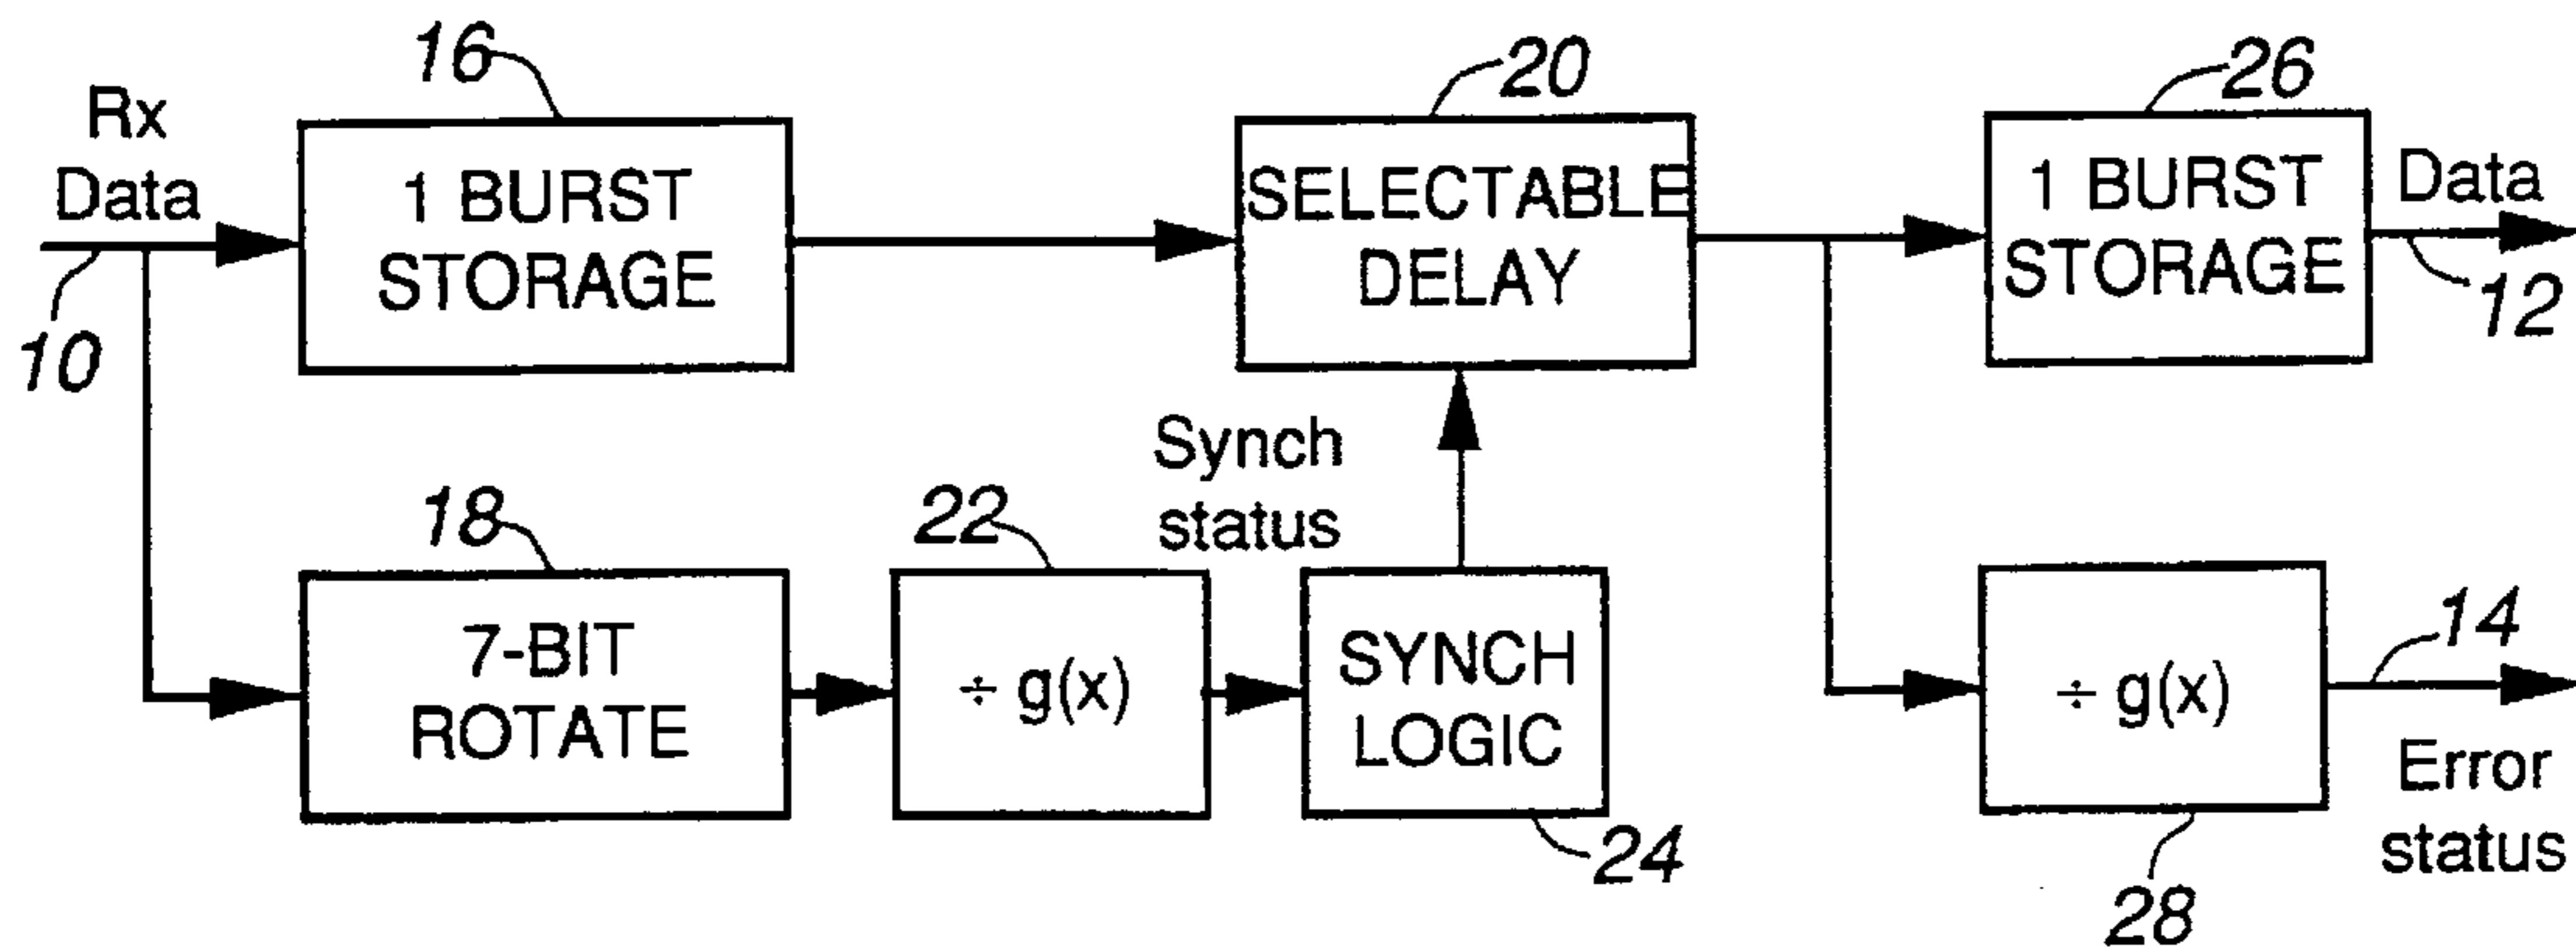 16
20
26
Rx
Data
1 BURST
STORAGE
SELECTABLE
DELAY
1 BURST
STORAGE
Data
10
12
Synch
status
18
22
14
7-BIT
ROTATE
÷ g(x)
SYNCH
LOGIC
÷ g(x)
Error
status
24
28